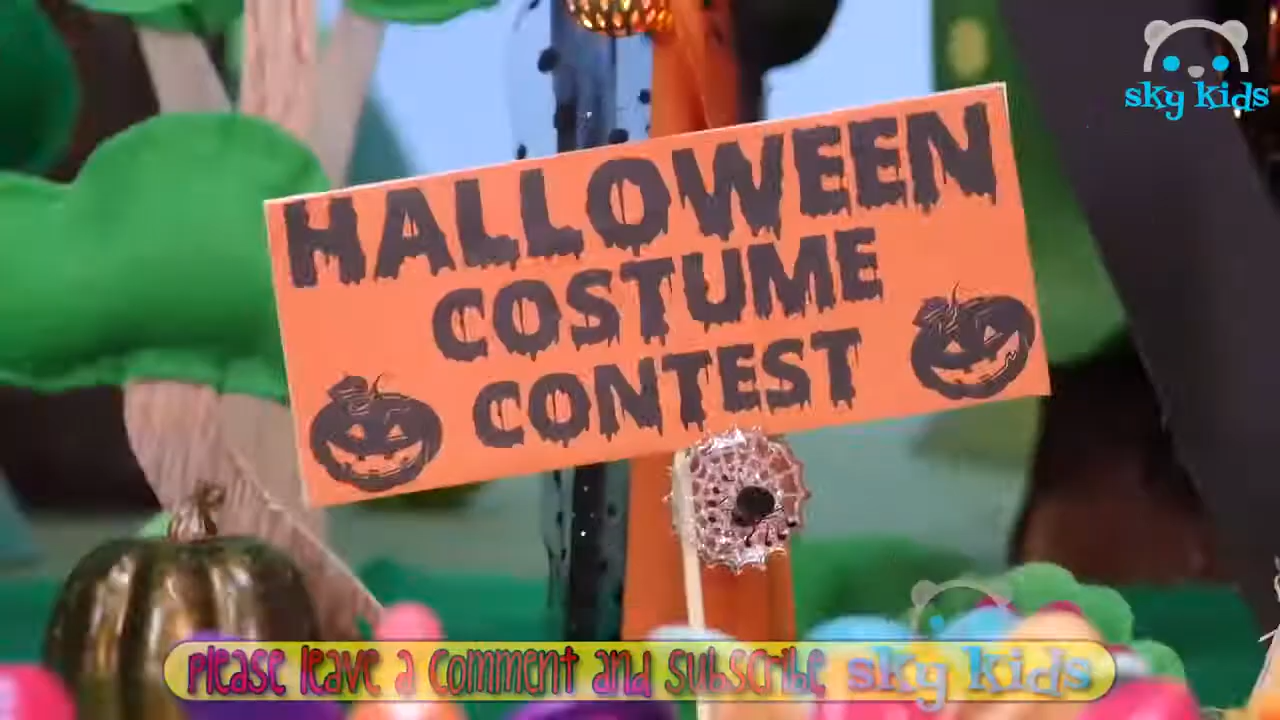 sky kids
HALLOWEEN
COSTUME
CONTEST
Please leave a comment and subscribe sky kids